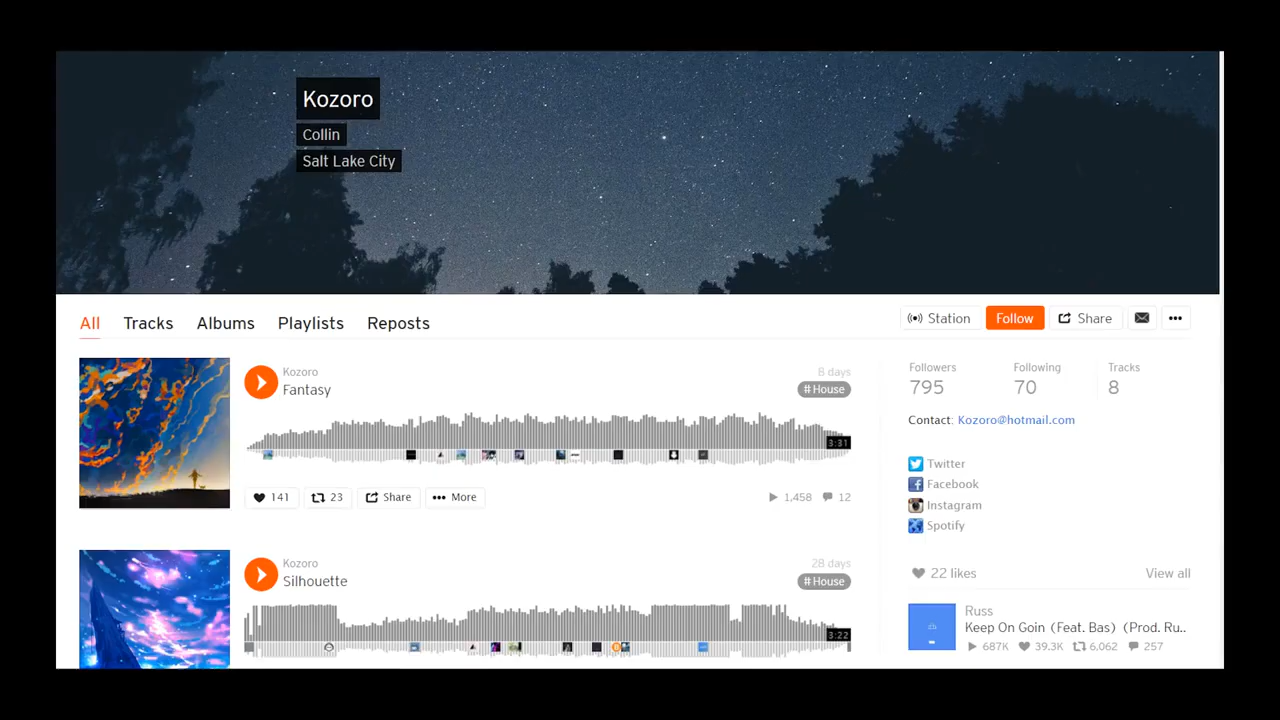 Kozoro
Collin
Salt Lake City
All Tracks Albums Playlists Reposts
Station Follow Share •••
Kozoro
8 days
Fantasy
# House
3:31
141 23 Share ••• More
1,458 12
Kozoro
28 days
Silhouette
# House
3:22
Followers Following Tracks
795 70 8
Contact: Kozoro@hotmail.com
Twitter
Facebook
Instagram
Spotify
22 likes View all
Russ
Keep On Goin (Feat. Bas) (Prod. Ru..
687K 39.3K 6,062 257